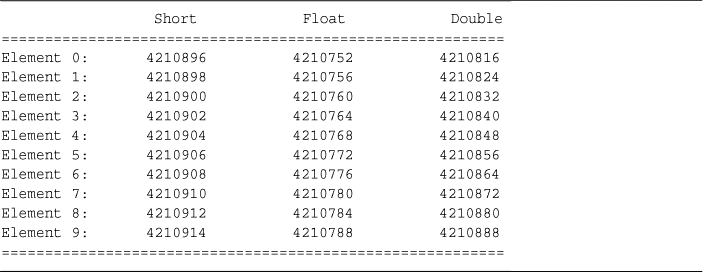 Short Float Double
==========================================================
Element 0: 4210896 4210752 4210816
Element 1: 4210898 4210756 4210824
Element 2: 4210900 4210760 4210832
Element 3: 4210902 4210764 4210840
Element 4: 4210904 4210768 4210848
Element 5: 4210906 4210772 4210856
Element 6: 4210908 4210776 4210864
Element 7: 4210910 4210780 4210872
Element 8: 4210912 4210784 4210880
Element 9: 4210914 4210788 4210888
==========================================================